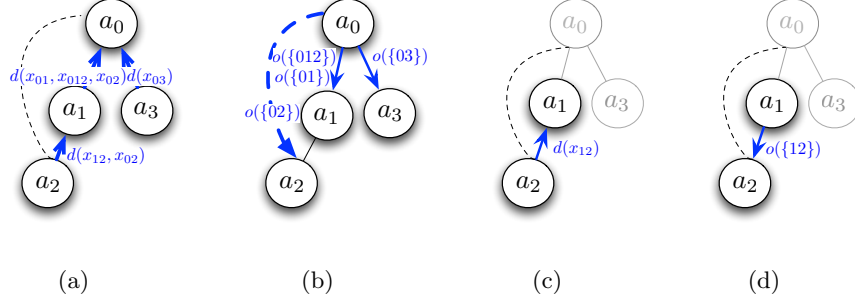 a0
d(x01, x012, x02)d(x03)
a1
a3
d(x12, x02)
a2
(a)
a0
o({012})
o({03})
o({01})
o({02})
a1
a3
a2
(b)
a0
a1
a3
d(x12)
a2
(c)
a0
a1
a3
o({12})
a2
(d)